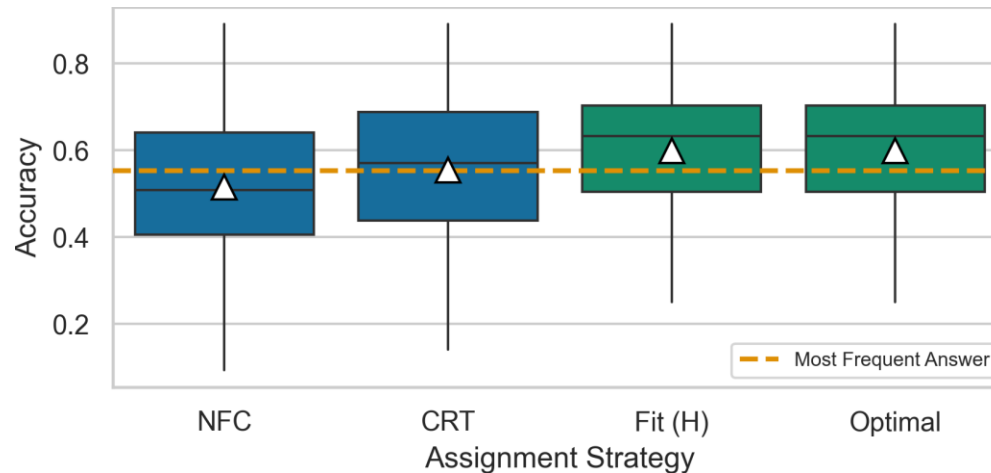 Accuracy
0.8
0.6
0.4
0.2
Most Frequent Answer
NFC CRT Fit (H) Optimal
Assignment Strategy